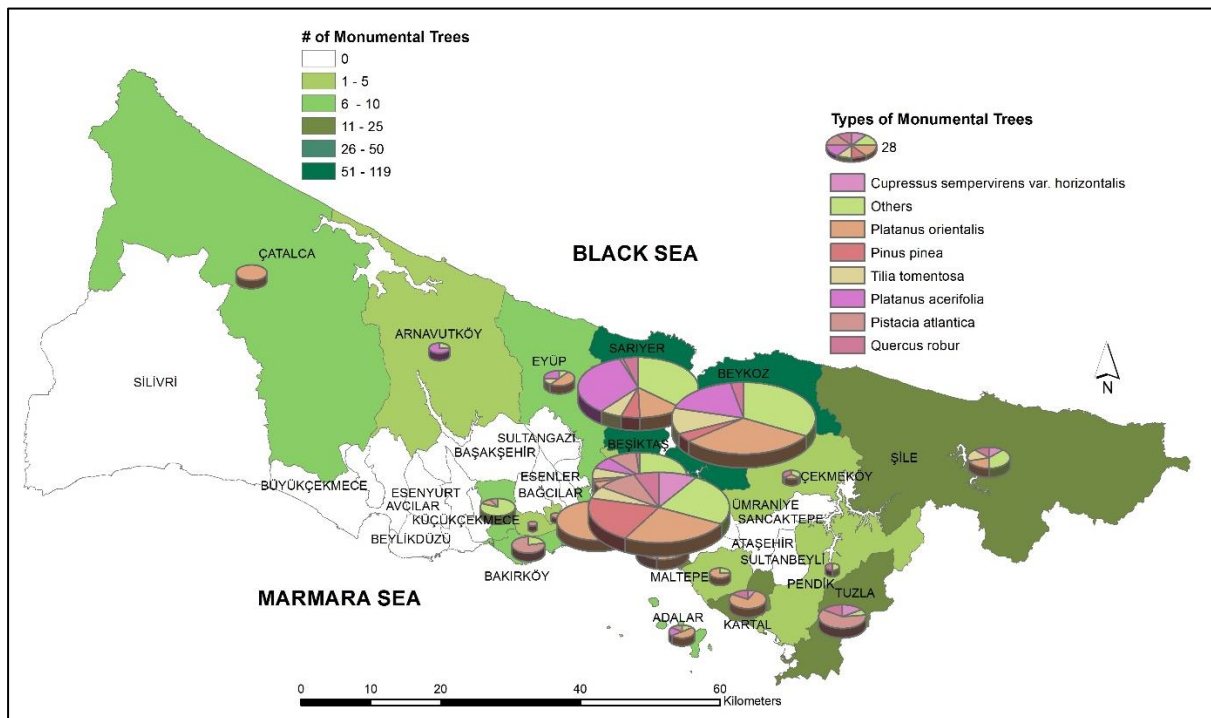 # of Monumental Trees
0
1 - 5
6 - 10
11 - 25
26 - 50
51 - 119
Types of Monumental Trees
28
Cupressus sempervirens var. horizontalis
Others
Platanus orientalis
Pinus pinea
Tilia tomentosa
Platanus acerifolia
Pistacia atlantica
Quercus robur
BLACK SEA
ÇATALCA
ARNAVUTKÖY
EYÜP
SARIYER
BEYKOZ
N
SİLİVRİ
SULTANGAZİ
BAŞAKŞEHİR
BEŞİKTAŞ
ŞİLE
BÜYÜKÇEKMECE
ESENLER
ESENYURT
BAĞCILAR
AVCILAR
KÜÇÜKÇEKMECE
BEYLİKDÜZÜ
ÇEKMEKÖY
ÜMRANİYE
SANCAKTEPE
ATAŞEHİR
SULTANBEYLİ
BAKIRKÖY
MALTEPE
PENDİK
TUZLA
MARMARA SEA
ADALAR
KARTAL
0 10 20 40 60
Kilometers